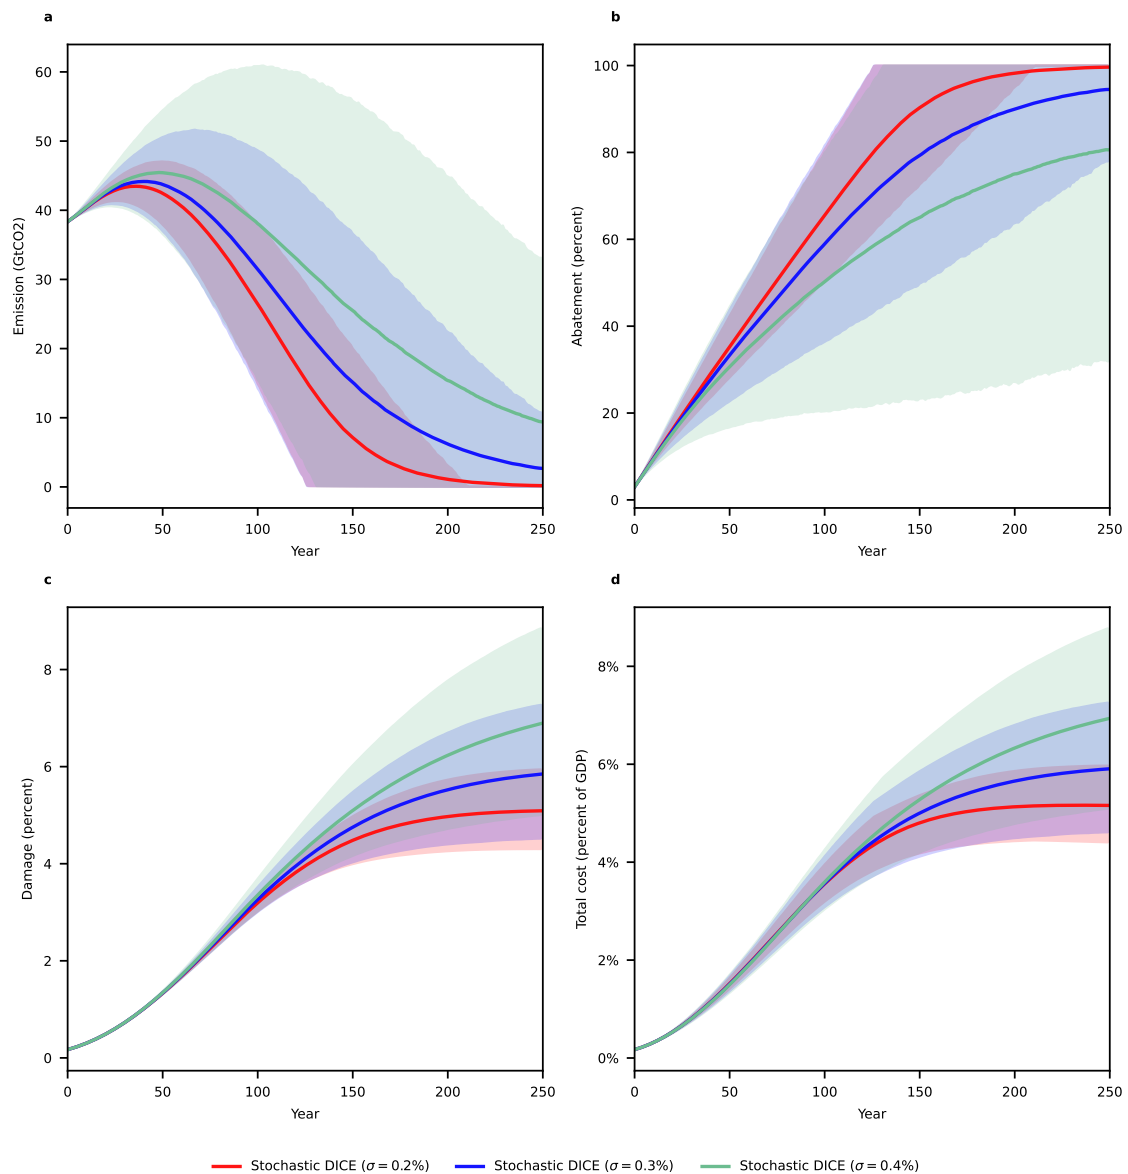 a
60
50
40
30
20
10
0
Emission (GtCO2)
0 50 100 150 200 250
Year
b
100
80
60
40
20
0
Abatement (percent)
0 50 100 150 200 250
Year
c
8
6
4
2
0
Damage (percent)
0 50 100 150 200 250
Year
d
8%
6%
4%
2%
0%
Total cost (percent of GDP)
0 50 100 150 200 250
Year
Stochastic DICE (σ = 0.2%) Stochastic DICE (σ = 0.3%) Stochastic DICE (σ = 0.4%)